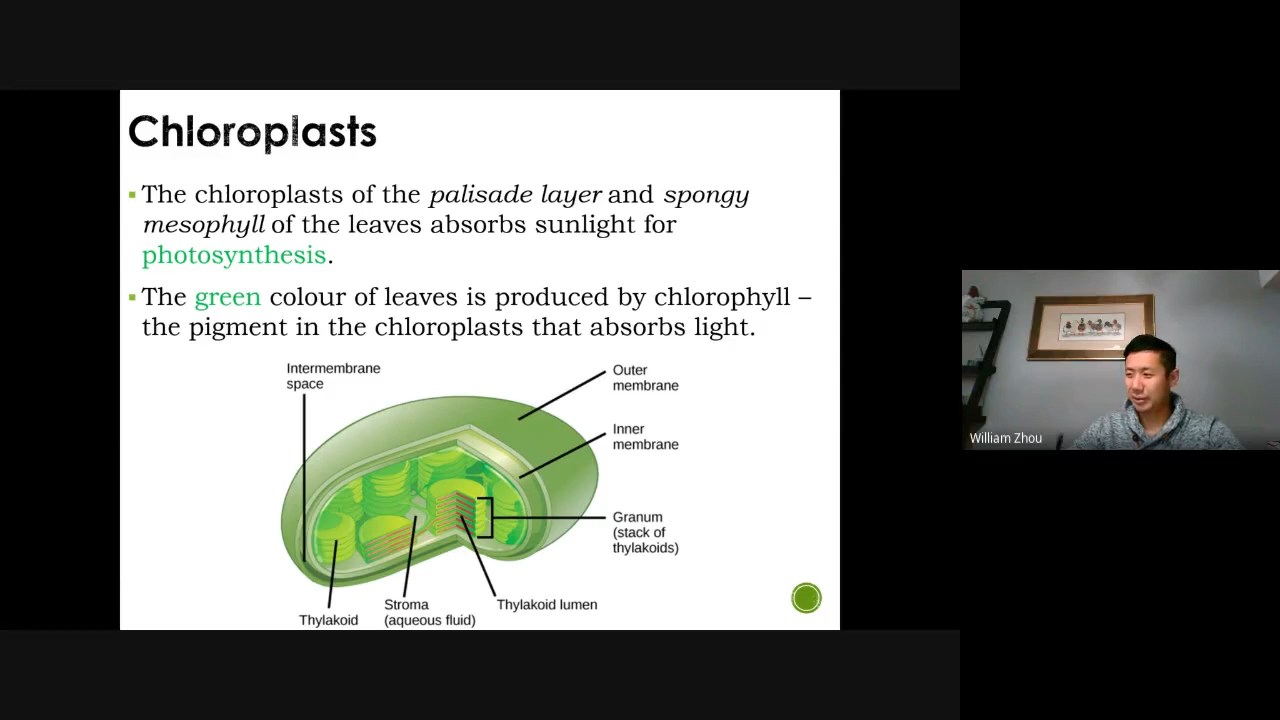 Chloroplasts
▪ The chloroplasts of the palisade layer and spongy
mesophyll of the leaves absorbs sunlight for
photosynthesis.
▪ The green colour of leaves is produced by chlorophyll –
the pigment in the chloroplasts that absorbs light.
Intermembrane
space
Outer
membrane
Inner
membrane
Granum
(stack of
thylakoids)
Thylakoid
Stroma
(aqueous fluid)
Thylakoid lumen
William Zhou